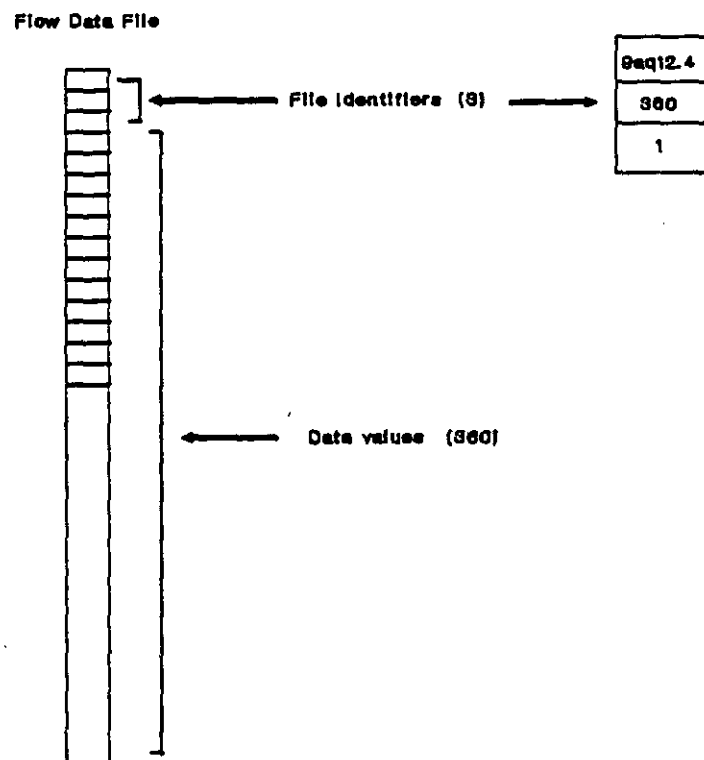 Flow Data File
File identifiers (3)
9aq12.4
360
1
Data values (360)